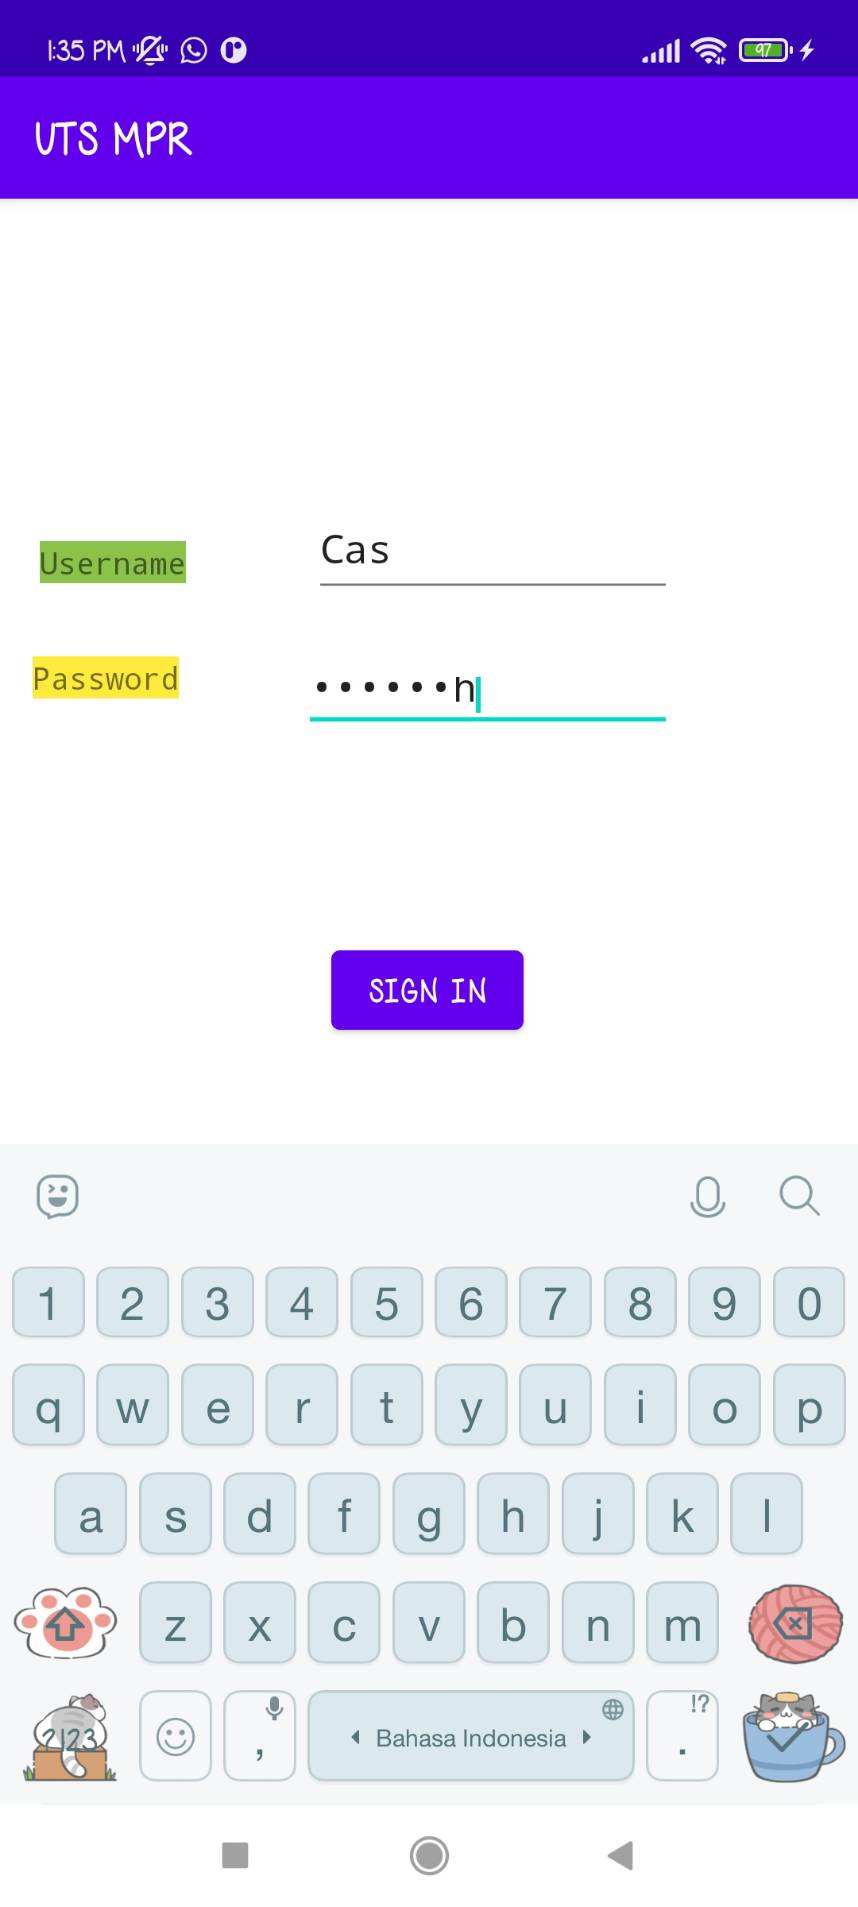 1:35 PM 97
UTS MPR
Username Cas
Password ••••••h
SIGN IN
1 2 3 4 5 6 7 8 9 0
q w e r t y u i o p
a s d f g h j k l
z x c v b n m
?123 , Bahasa Indonesia . !?